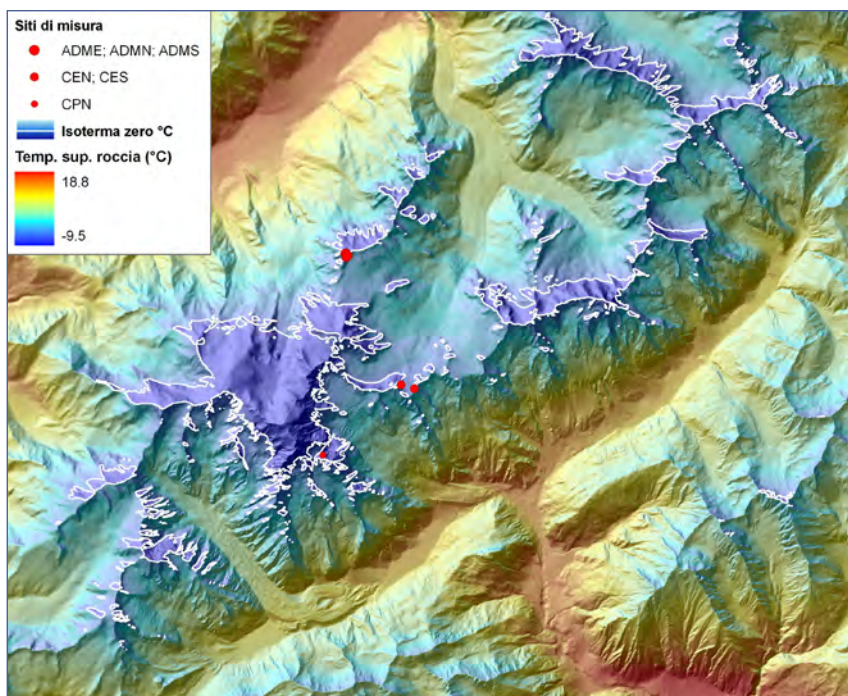 Siti di misura
ADME; ADMN; ADMS
CEN; CES
CPN
Isoterma zero °C
Temp. sup. roccia (°C)
18.8
-9.5